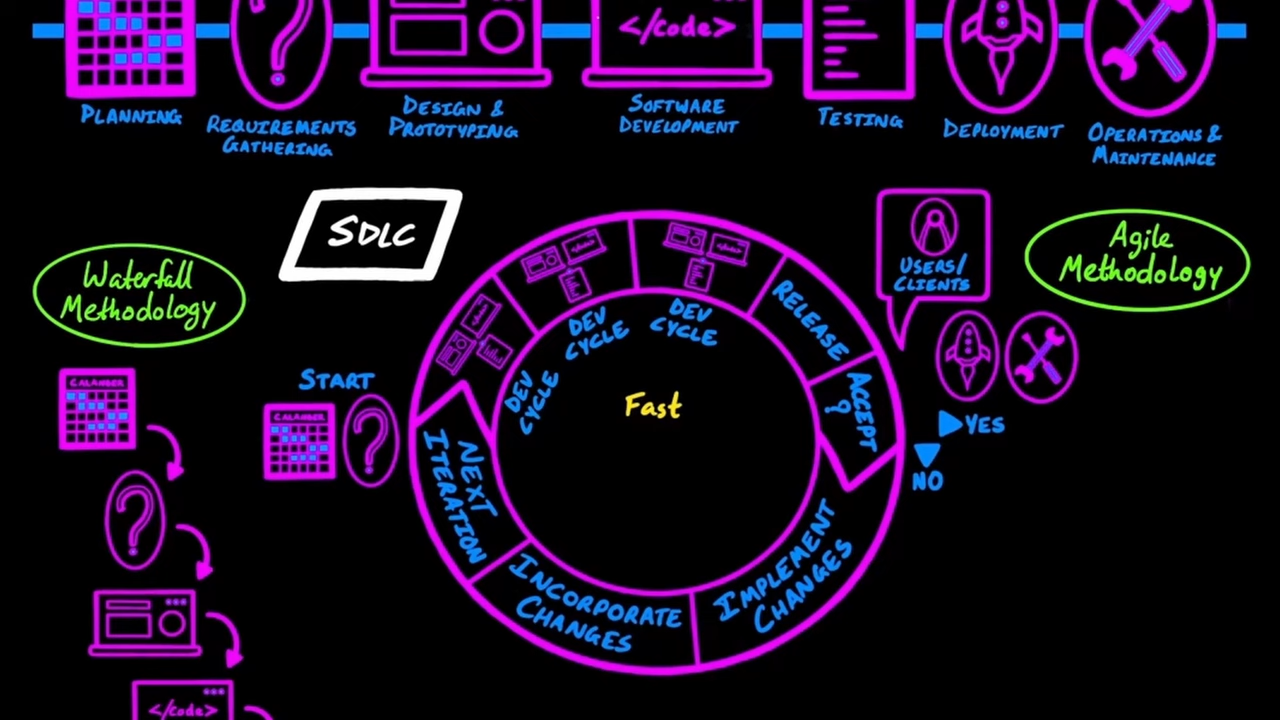 </Code>
PLANNING
REQUIREMENTS
GATHERING
DESIGN &
PROTOTYPING
SOFTWARE
DEVELOPMENT
TESTING
DEPLOYMENT
OPERATIONS &
MAINTENANCE
SDLC
Waterfall
Methodology
Agile
Methodology
USERS/
CLIENTS
START
CALANDER
CALANDER
DEV
CYCLE
DEV
CYCLE
DEV
CYCLE
RELEASE
ACCEPT
?
YES
NO
Fast
IMPLEMENT
CHANGES
INCORPORATE
CHANGES
NEXT
ITERATION
</Code>